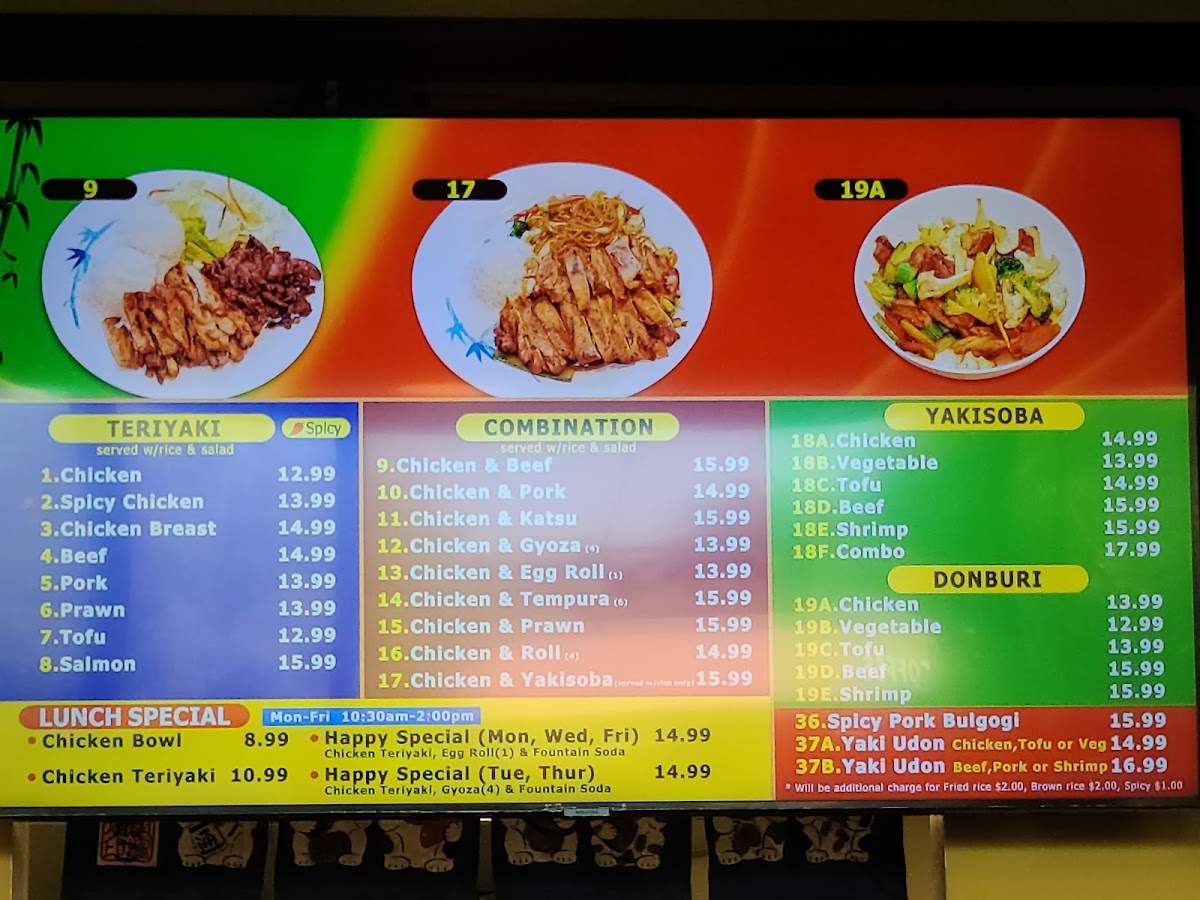 9
17
19A
TERIYAKI
Spicy
served w/rice & salad
1.Chicken 12.99
2.Spicy Chicken 13.99
3.Chicken Breast 14.99
4.Beef 14.99
5.Pork 13.99
6.Prawn 13.99
7.Tofu 12.99
8.Salmon 15.99
COMBINATION
served w/rice & salad
9.Chicken & Beef 15.99
10.Chicken & Pork 14.99
11.Chicken & Katsu 15.99
12.Chicken & Gyoza (4) 13.99
13.Chicken & Egg Roll (1) 13.99
14.Chicken & Tempura (6) 15.99
15.Chicken & Prawn 15.99
16.Chicken & Roll (4) 14.99
17.Chicken & Yakisoba (served w/rice only) 15.99
YAKISOBA
18A.Chicken 14.99
18B.Vegetable 13.99
18C.Tofu 14.99
18D.Beef 15.99
18E.Shrimp 15.99
18F.Combo 17.99
DONBURI
19A.Chicken 13.99
19B.Vegetable 12.99
19C.Tofu 13.99
19D.Beef 15.99
19E.Shrimp 15.99
LUNCH SPECIAL Mon-Fri 10:30am-2:00pm
• Chicken Bowl 8.99
• Chicken Teriyaki 10.99
• Happy Special (Mon, Wed, Fri) 14.99
Chicken Teriyaki, Egg Roll(1) & Fountain Soda
• Happy Special (Tue, Thur) 14.99
Chicken Teriyaki, Gyoza(4) & Fountain Soda
36.Spicy Pork Bulgogi 15.99
37A.Yaki Udon Chicken,Tofu or Veg 14.99
37B.Yaki Udon Beef,Pork or Shrimp 16.99
* Will be additional charge for Fried rice $2.00, Brown rice $2.00, Spicy $1.00